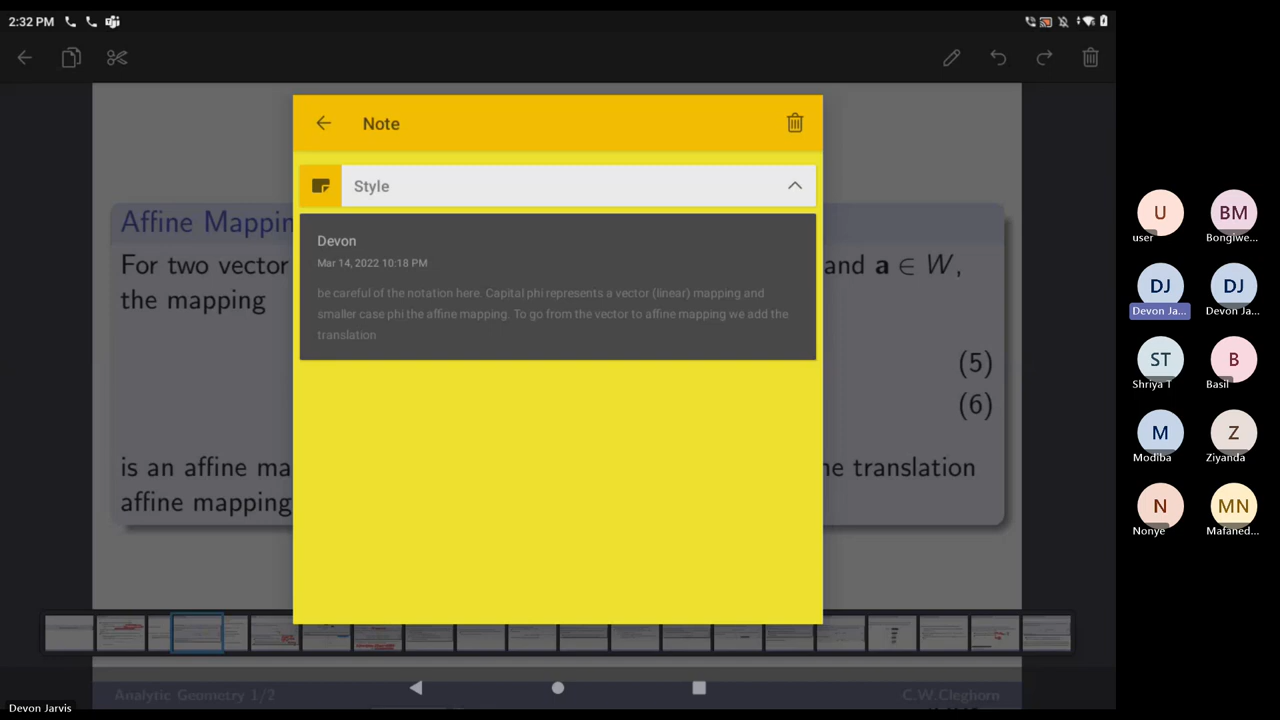 2:32 PM
Note
Style
Devon
Mar 14, 2022 10:18 PM
be careful of the notation here. Capital phi represents a vector (linear) mapping and
smaller case phi the affine mapping. To go from the vector to affine mapping we add the
translation
Affine Mappin
For two vector and a ∈ W,
the mapping
(5)
(6)
is an affine ma he translation
affine mapping
Analytic Geometry 1/2 C.W.Cleghorn
Devon Jarvis
U BM
user Bongiwe...
DJ DJ
Devon Ja... Devon Ja...
ST B
Shriya T Basil
M Z
Modiba Ziyanda
N MN
Nonye Mafaned...